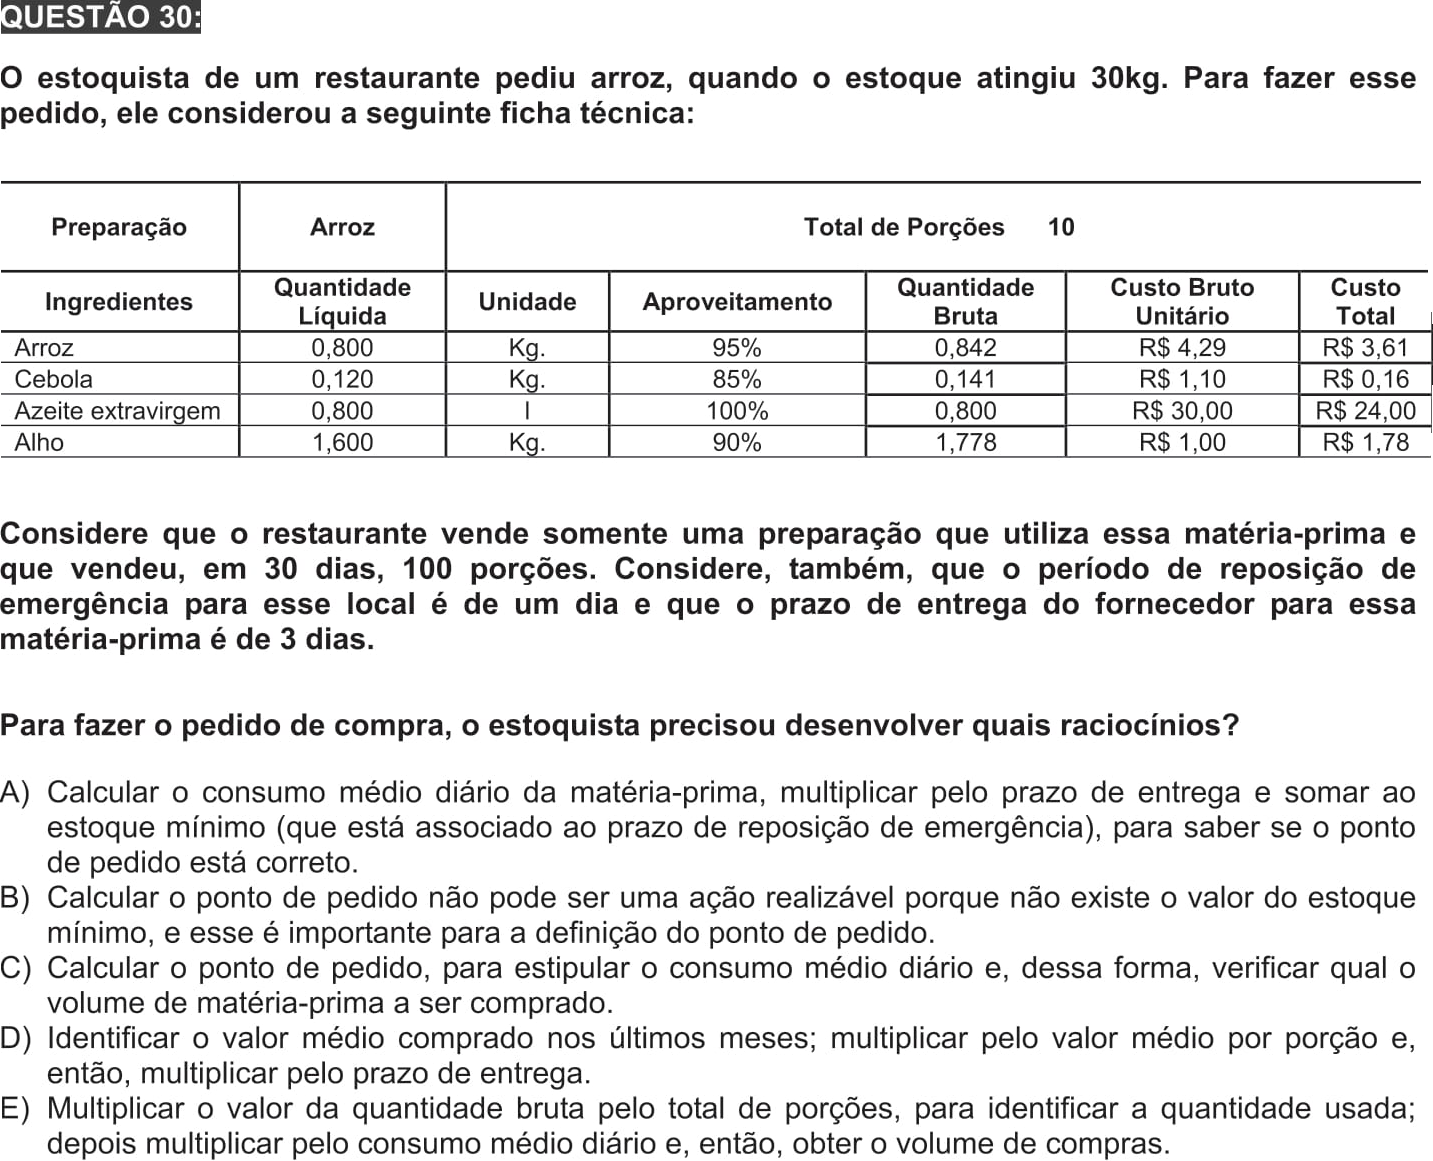 QUESTÃO 30:
O estoquista de um restaurante pediu arroz, quando o estoque atingiu 30kg. Para fazer esse
pedido, ele considerou a seguinte ficha técnica:
Preparação Arroz Total de Porções 10
Ingredientes Quantidade Líquida Unidade Aproveitamento Quantidade Bruta Custo Bruto Unitário Custo Total
Arroz 0,800 Kg. 95% 0,842 R$ 4,29 R$ 3,61
Cebola 0,120 Kg. 85% 0,141 R$ 1,10 R$ 0,16
Azeite extravirgem 0,800 l 100% 0,800 R$ 30,00 R$ 24,00
Alho 1,600 Kg. 90% 1,778 R$ 1,00 R$ 1,78
Considere que o restaurante vende somente uma preparação que utiliza essa matéria-prima e
que vendeu, em 30 dias, 100 porções. Considere, também, que o período de reposição de
emergência para esse local é de um dia e que o prazo de entrega do fornecedor para essa
matéria-prima é de 3 dias.
Para fazer o pedido de compra, o estoquista precisou desenvolver quais raciocínios?
A) Calcular o consumo médio diário da matéria-prima, multiplicar pelo prazo de entrega e somar ao
estoque mínimo (que está associado ao prazo de reposição de emergência), para saber se o ponto
de pedido está correto.
B) Calcular o ponto de pedido não pode ser uma ação realizável porque não existe o valor do estoque
mínimo, e esse é importante para a definição do ponto de pedido.
C) Calcular o ponto de pedido, para estipular o consumo médio diário e, dessa forma, verificar qual o
volume de matéria-prima a ser comprado.
D) Identificar o valor médio comprado nos últimos meses; multiplicar pelo valor médio por porção e,
então, multiplicar pelo prazo de entrega.
E) Multiplicar o valor da quantidade bruta pelo total de porções, para identificar a quantidade usada;
depois multiplicar pelo consumo médio diário e, então, obter o volume de compras.